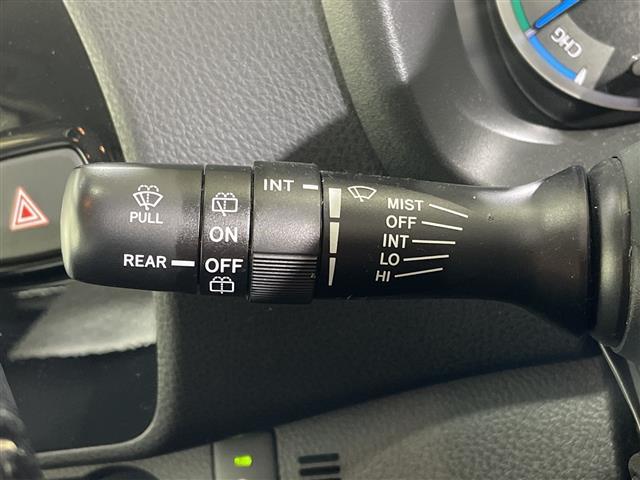 CHG
PULL
REAR
ON
OFF
INT
MIST
OFF
INT
LO
HI